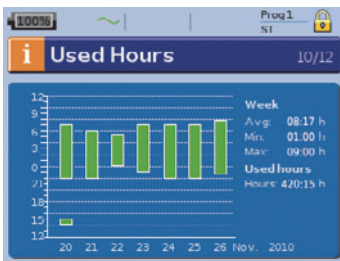 100%
Prog 1
ST
i Used Hours 10/12
12
9
6
3
0
21
18
15
12
20 21 22 23 24 25 26 Nov. 2010
Week
Avg: 08:17 h
Min: 01.00 h
Max: 09:00 h
Used hours
Hours: 420:15 h